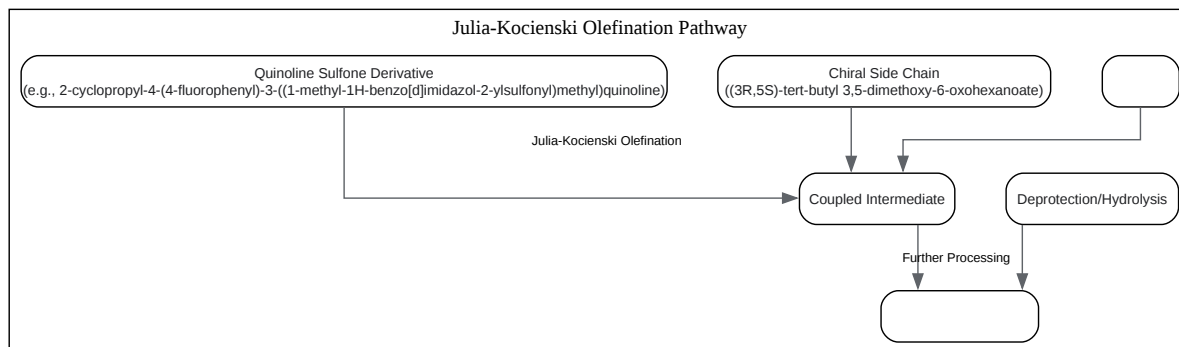 Julia-Kocienski Olefination Pathway
Quinoline Sulfone Derivative
(e.g., 2-cyclopropyl-4-(4-fluorophenyl)-3-((1-methyl-1H-benzo[d]imidazol-2-ylsulfonyl)methyl)quinoline)
Chiral Side Chain
((3R,5S)-tert-butyl 3,5-dimethoxy-6-oxohexanoate)
Julia-Kocienski Olefination
Coupled Intermediate
Deprotection/Hydrolysis
Further Processing